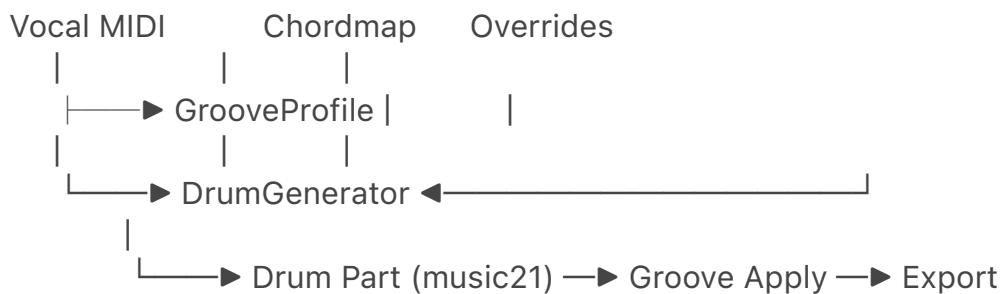 Vocal MIDI Chordmap Overrides
GrooveProfile
DrumGenerator
Drum Part (music21) Groove Apply Export